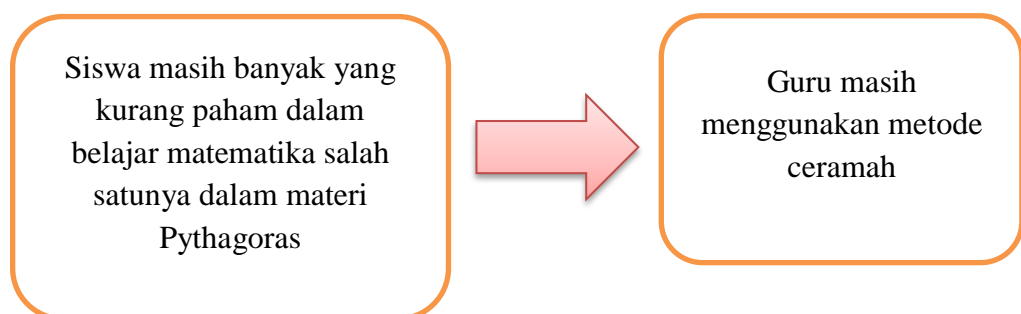 Siswa masih banyak yang
kurang paham dalam
belajar matematika salah
satunya dalam materi
Pythagoras
Guru masih
menggunakan metode
ceramah